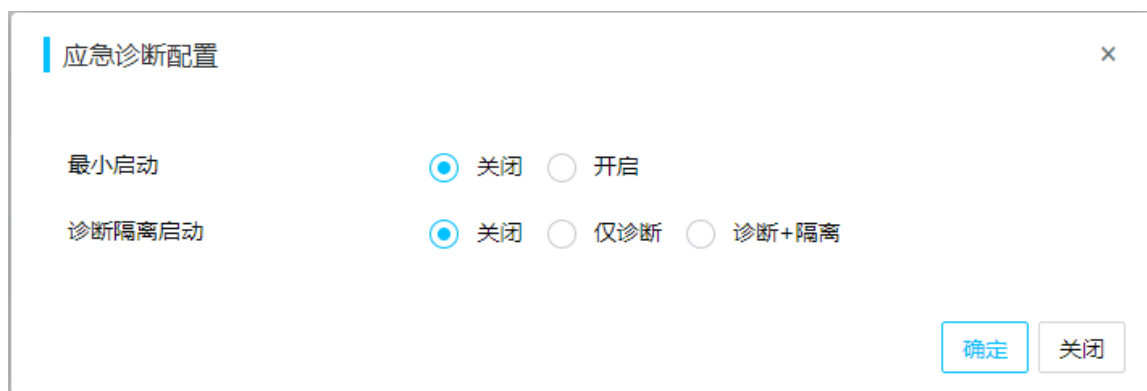 应急诊断配置 ×
最小启动 关闭 开启
诊断隔离启动 关闭 仅诊断 诊断+隔离
确定 关闭